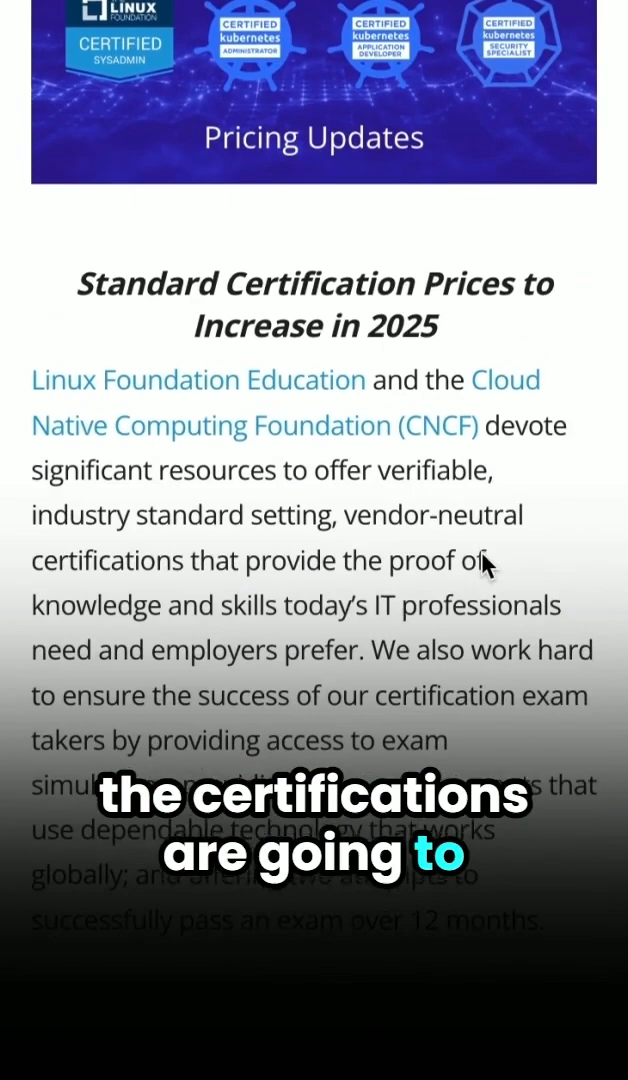 LINUX
FOUNDATION
CERTIFIED
SYSADMIN
CERTIFIED
kubernetes
ADMINISTRATOR
CERTIFIED
kubernetes
APPLICATION
DEVELOPER
CERTIFIED
kubernetes
SECURITY
SPECIALIST
Pricing Updates
Standard Certification Prices to
Increase in 2025
Linux Foundation Education and the Cloud
Native Computing Foundation (CNCF) devote
significant resources to offer verifiable,
industry standard setting, vendor-neutral
certifications that provide the proof of
knowledge and skills today's IT professionals
need and employers prefer. We also work hard
to ensure the success of our certification exam
takers by providing access to exam
that
use dependable technology that works
globally; to
successfully pass an exam over 12 months.
the certifications
are going to